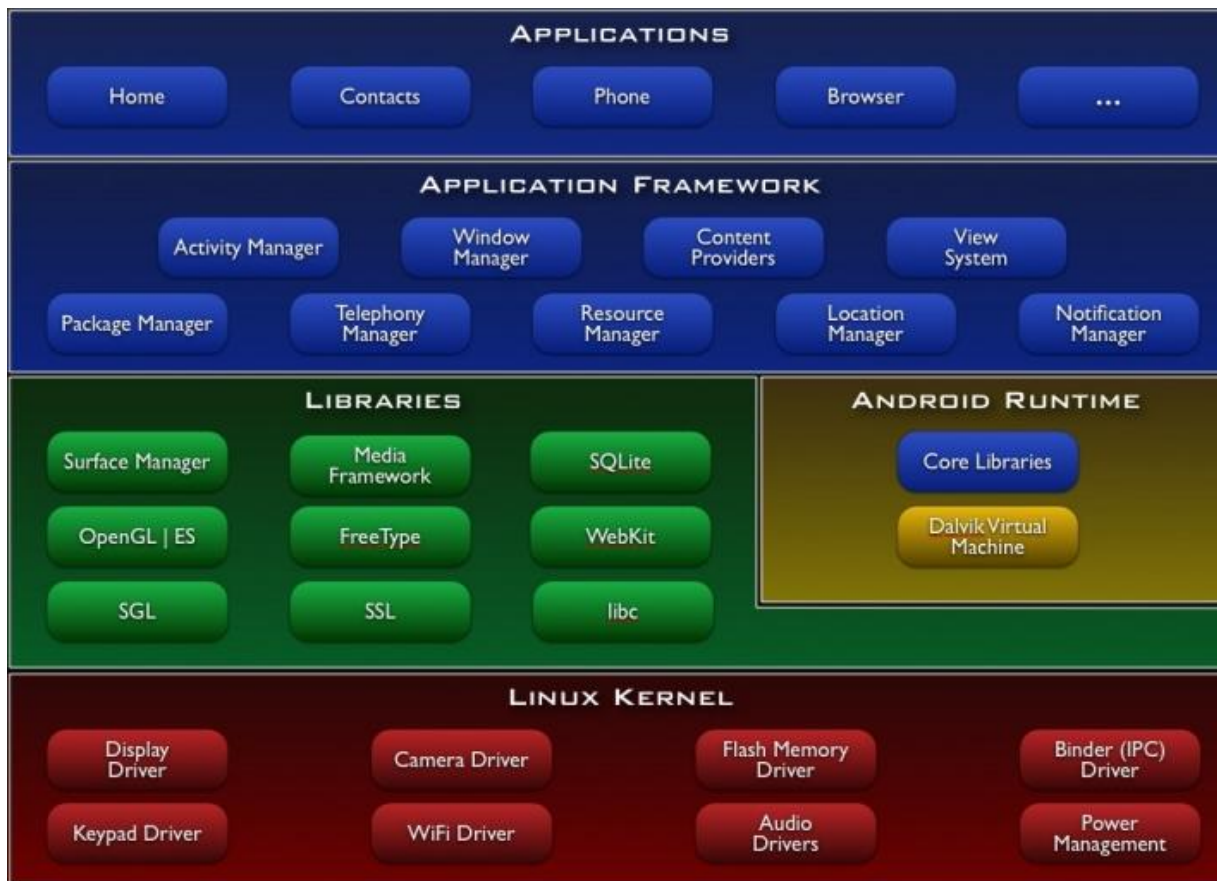 APPLICATIONS
Home
Contacts
Phone
Browser
...
APPLICATION FRAMEWORK
Activity Manager
Window
Manager
Content
Providers
View
System
Package Manager
Telephony
Manager
Resource
Manager
Location
Manager
Notification
Manager
LIBRARIES
Surface Manager
Media
Framework
SQLite
OpenGL | ES
FreeType
WebKit
SGL
SSL
libc
ANDROID RUNTIME
Core Libraries
Dalvik Virtual
Machine
LINUX KERNEL
Display
Driver
Camera Driver
Flash Memory
Driver
Binder (IPC)
Driver
Keypad Driver
WiFi Driver
Audio
Drivers
Power
Management